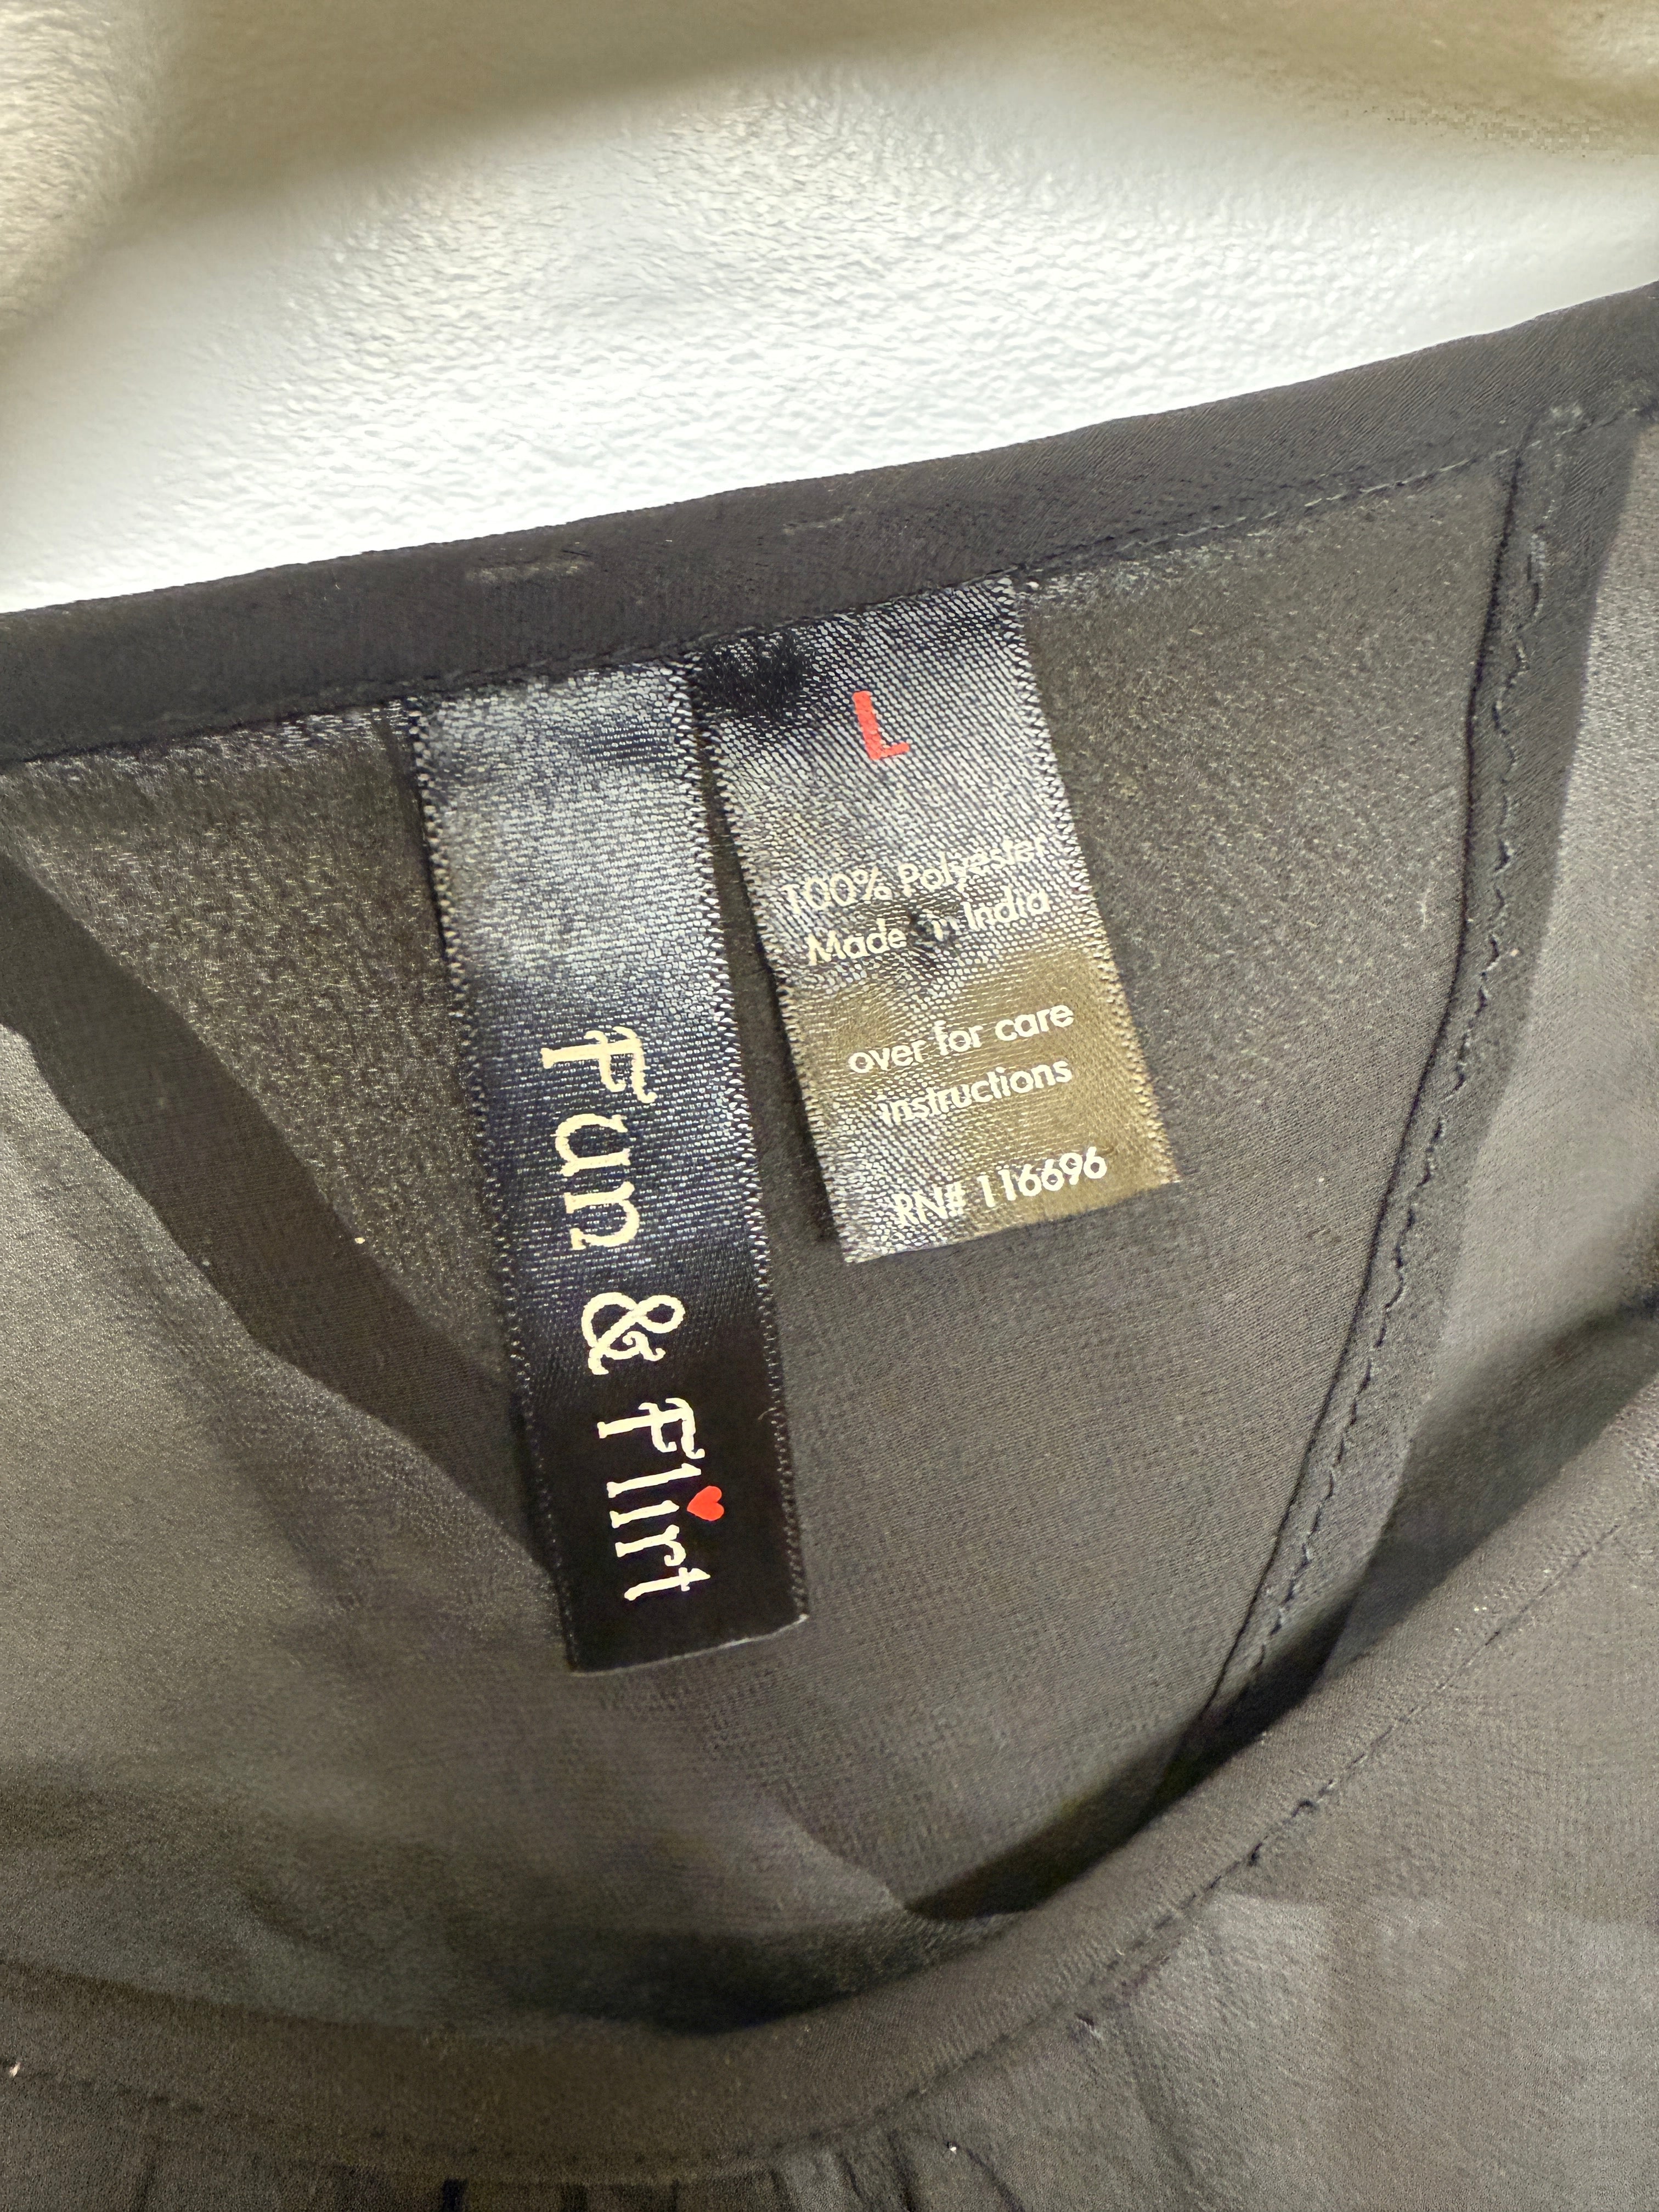 Fun & Flirt
L
100% Polyester
Made in India
over for care
instructions
RN# 116696